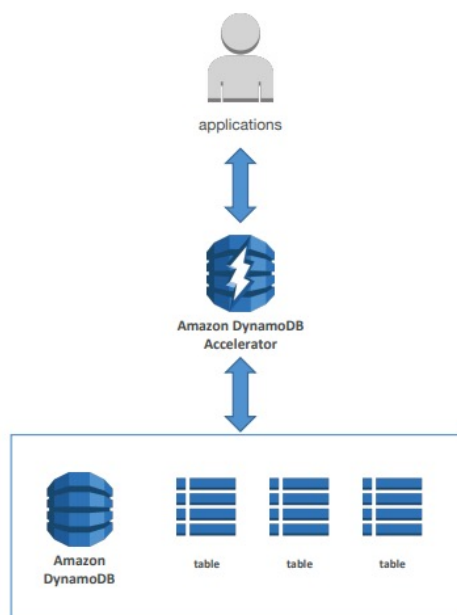 applications
Amazon DynamoDB
Accelerator
Amazon
DynamoDB
table
table
table